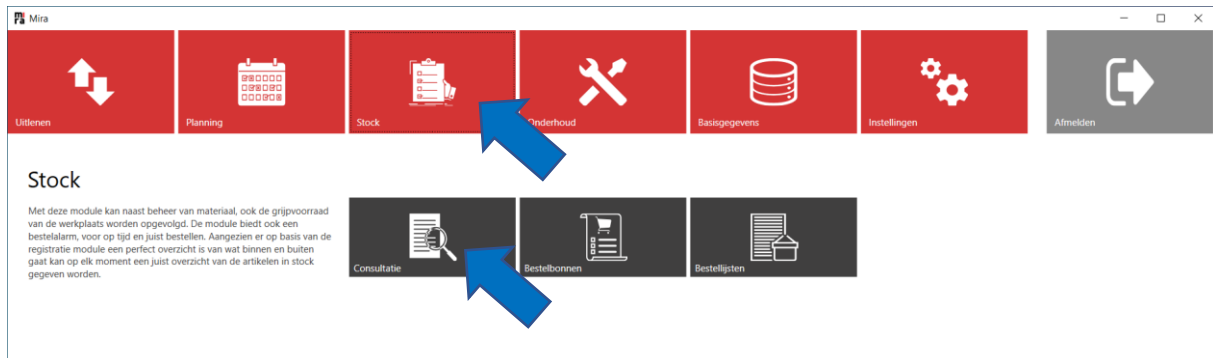 mi
ra Mira
Uitlenen
Planning
Stock
Onderhoud
Basisgegevens
Instellingen
Afmelden
Stock
Met deze module kan naast beheer van materiaal, ook de grijpvoorraad
van de werkplaats worden opgevolgd. De module biedt ook een
bestelalarm, voor op tijd en juist bestellen. Aangezien er op basis van de
registratie module een perfect overzicht is van wat binnen en buiten
gaat kan op elk moment een juist overzicht van de artikelen in stock
gegeven worden.
Consultatie
Bestelbonnen
Bestellijsten